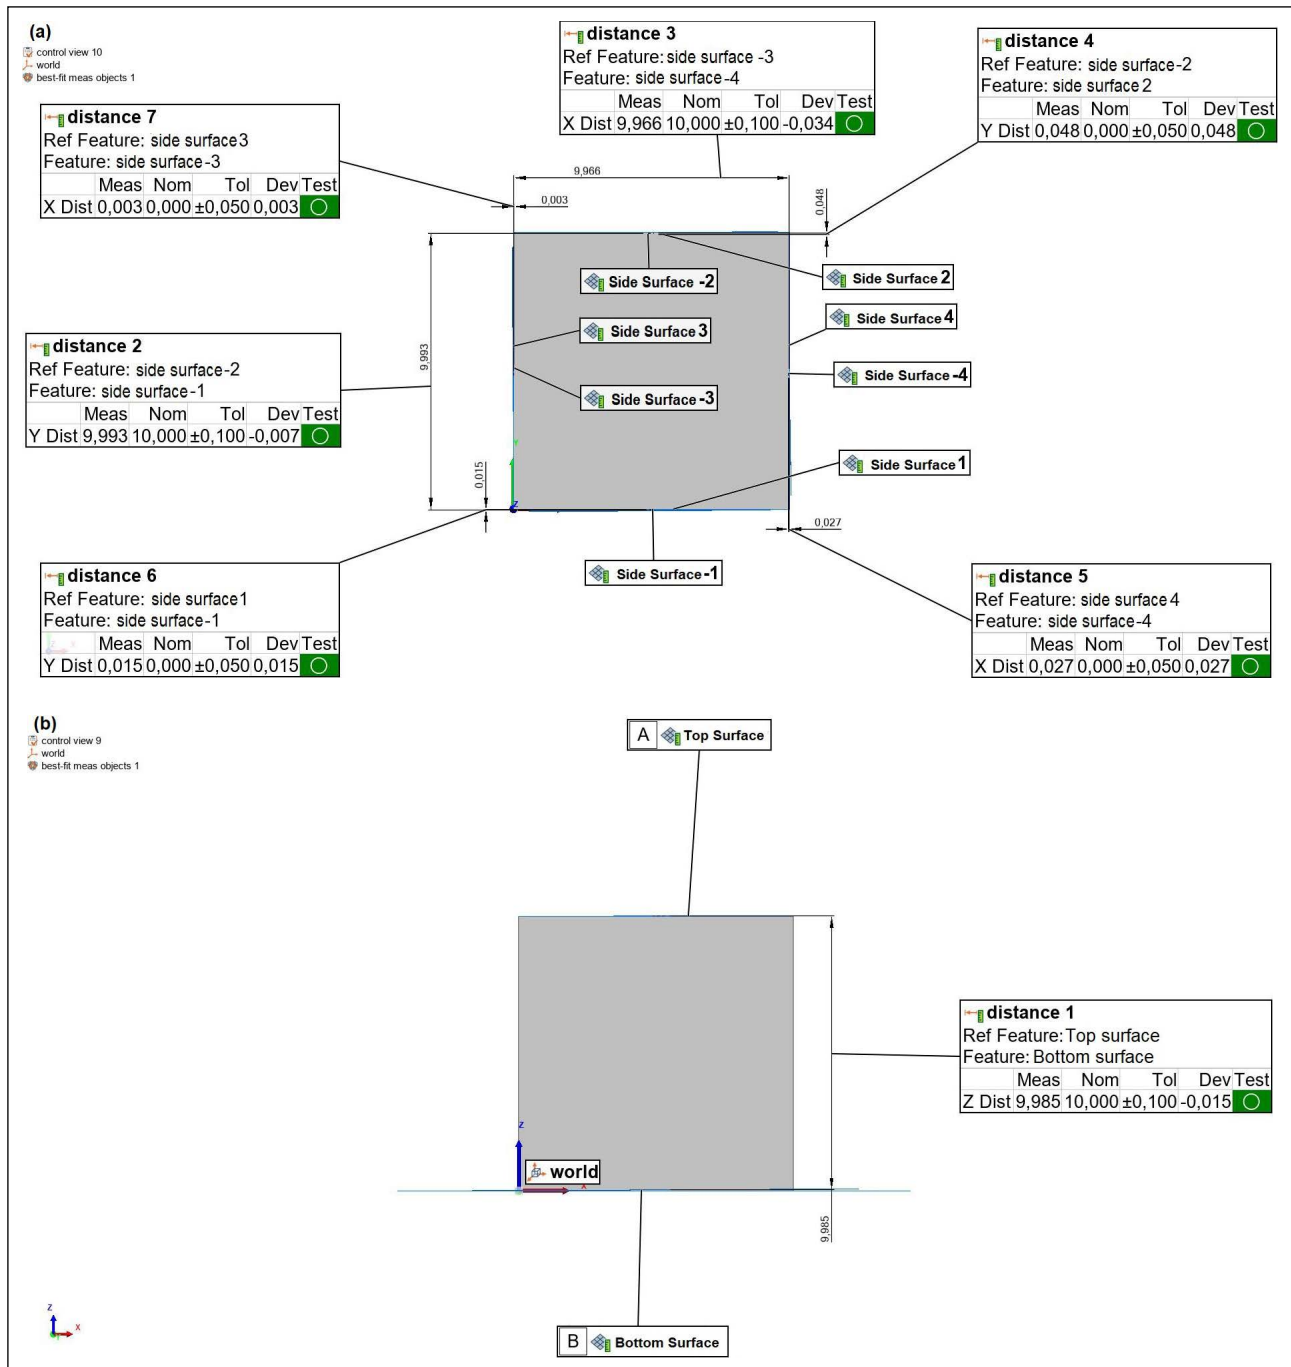 (a)
control view 10
world
best-fit meas objects 1
distance 3
Ref Feature: side surface -3
Feature: side surface-4
Meas Nom Tol Dev Test
X Dist 9,966 10,000 ±0,100 -0,034
distance 4
Ref Feature: side surface-2
Feature: side surface 2
Meas Nom Tol Dev Test
Y Dist 0,048 0,000 ±0,050 0,048
distance 7
Ref Feature: side surface 3
Feature: side surface-3
Meas Nom Tol Dev Test
X Dist 0,003 0,000 ±0,050 0,003
9,966
0,003
0,048
Side Surface -2
Side Surface 2
Side Surface 3
Side Surface 4
distance 2
Ref Feature: side surface-2
Feature: side surface-1
Meas Nom Tol Dev Test
Y Dist 9,993 10,000 ±0,100 -0,007
9,993
Side Surface -4
Side Surface -3
Y
Side Surface 1
0,015
Z
0,027
Side Surface -1
distance 6
Ref Feature: side surface 1
Feature: side surface-1
Meas Nom Tol Dev Test
Y Dist 0,015 0,000 ±0,050 0,015
distance 5
Ref Feature: side surface 4
Feature: side surface-4
Meas Nom Tol Dev Test
X Dist 0,027 0,000 ±0,050 0,027
(b)
control view 9
world
best-fit meas objects 1
A Top Surface
distance 1
Ref Feature: Top surface
Feature: Bottom surface
Meas Nom Tol Dev Test
Z Dist 9,985 10,000 ±0,100 -0,015
Z
world
X
9,985
Z
X
B Bottom Surface